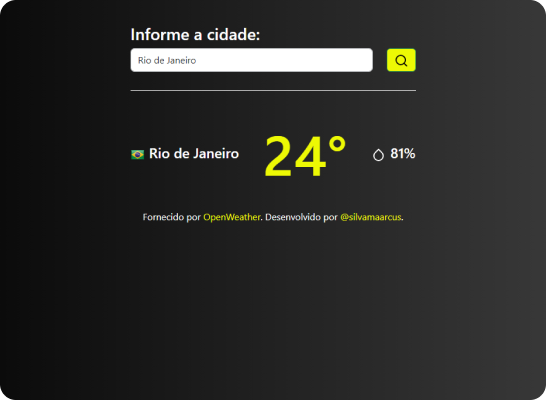 Informe a cidade:
Rio de Janeiro
Rio de Janeiro 24° 81%
Fornecido por OpenWeather. Desenvolvido por @silvamaarcus.